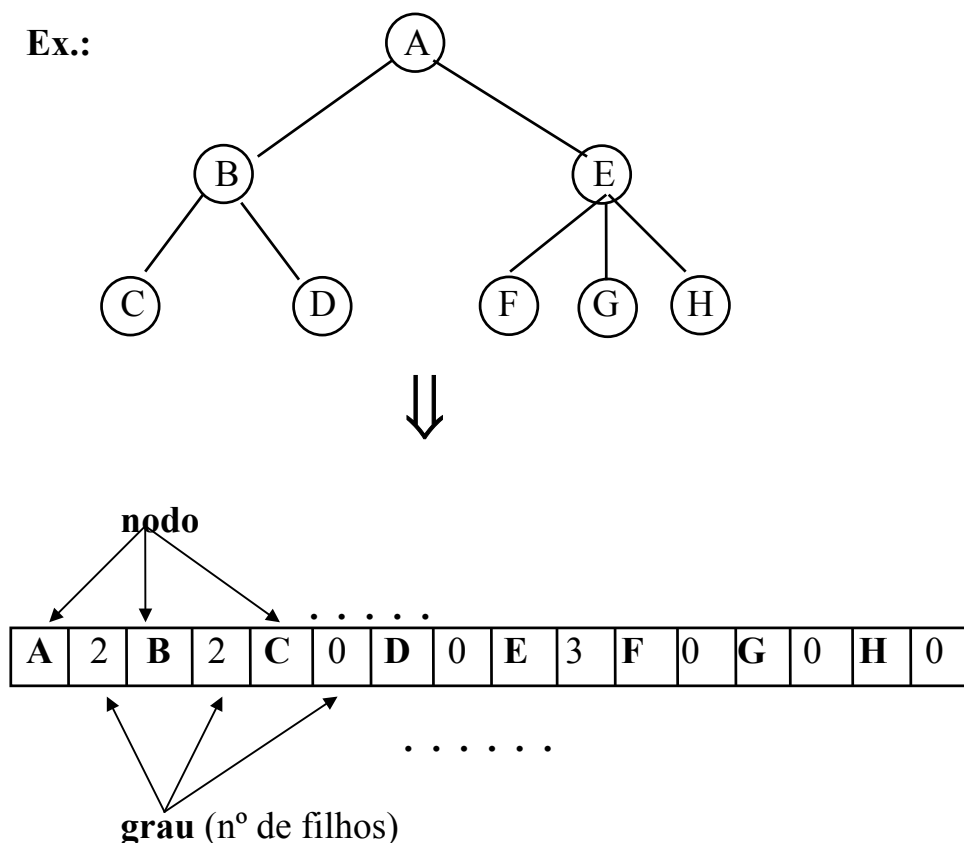 Ex.:
A
B E
C D F G H
nodo
. . . . .
A 2 B 2 C 0 D 0 E 3 F 0 G 0 H 0
. . . . . .
grau (nº de filhos)